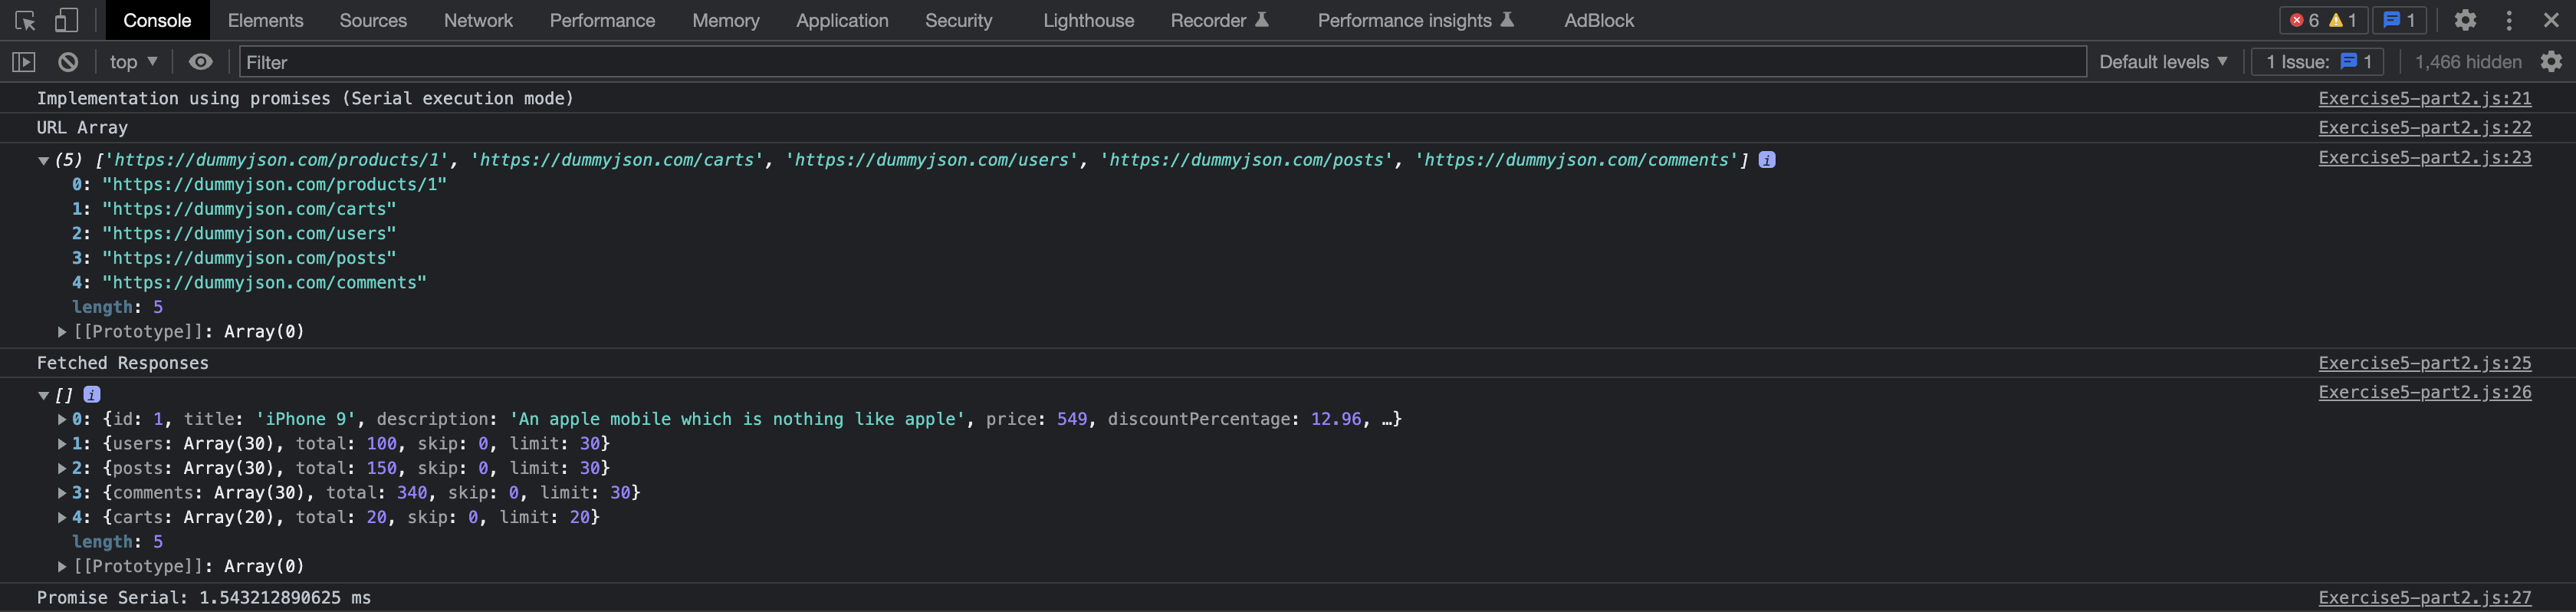 Console Elements Sources Network Performance Memory Application Security Lighthouse Recorder Performance insights AdBlock 6 1 1
top Filter Default levels 1 Issue: 1 1,466 hidden
Implementation using promises (Serial execution mode) Exercise5-part2.js:21
URL Array Exercise5-part2.js:22
(5) ['https://dummyjson.com/products/1', 'https://dummyjson.com/carts', 'https://dummyjson.com/users', 'https://dummyjson.com/posts', 'https://dummyjson.com/comments'] i Exercise5-part2.js:23
0: "https://dummyjson.com/products/1"
1: "https://dummyjson.com/carts"
2: "https://dummyjson.com/users"
3: "https://dummyjson.com/posts"
4: "https://dummyjson.com/comments"
length: 5
[[Prototype]]: Array(0)
Fetched Responses Exercise5-part2.js:25
[] i Exercise5-part2.js:26
0: {id: 1, title: 'iPhone 9', description: 'An apple mobile which is nothing like apple', price: 549, discountPercentage: 12.96, …}
1: {users: Array(30), total: 100, skip: 0, limit: 30}
2: {posts: Array(30), total: 150, skip: 0, limit: 30}
3: {comments: Array(30), total: 340, skip: 0, limit: 30}
4: {carts: Array(20), total: 20, skip: 0, limit: 20}
length: 5
[[Prototype]]: Array(0)
Promise Serial: 1.543212890625 ms Exercise5-part2.js:27